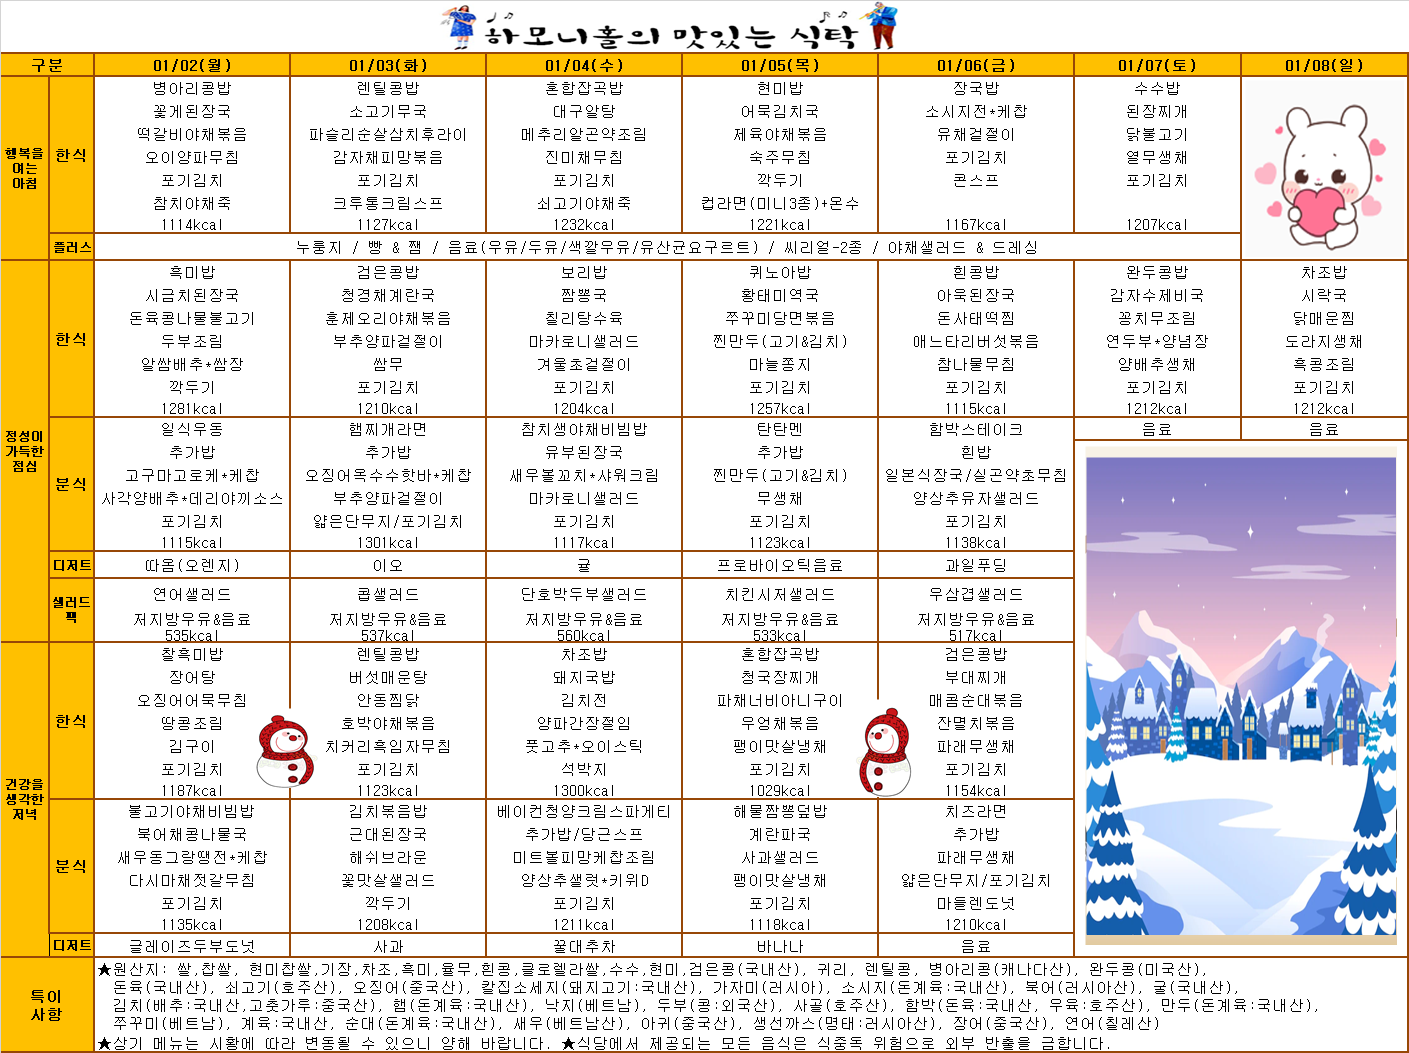 하모니홀의 맛있는 식탁
구분 01/02(월) 01/03(화) 01/04(수) 01/05(목) 01/06(금) 01/07(토) 01/08(일)
행복을
여는
아침
한식
병아리콩밥 렌틸콩밥 혼합잡곡밥 현미밥 장국밥 수수밥
꽃게된장국 소고기무국 대구알탕 어묵김치국 소시지전*케찹 된장찌개
떡갈비야채볶음 파슬리순살삼치후라이 메추리알곤약조림 제육야채볶음 유채겉절이 닭불고기
오이양파무침 감자채피망볶음 진미채무침 숙주무침 포기김치 열무생채
포기김치 포기김치 포기김치 깍두기 콘스프 포기김치
참치야채죽 크루통크림스프 쇠고기야채죽 컵라면(미니3종)+온수
1114kcal 1127kcal 1232kcal 1221kcal 1167kcal 1207kcal
플러스 누룽지 / 빵 & 잼 / 음료(우유/두유/색깔우유/유산균요구르트) / 씨리얼-2종 / 야채샐러드 & 드레싱
정성이
가득한
점심
한식
흑미밥 검은콩밥 보리밥 퀴노아밥 흰콩밥 완두콩밥 차조밥
시금치된장국 청경채계란국 짬뽕국 황태미역국 아욱된장국 감자수제비국 시락국
돈육콩나물불고기 훈제오리야채볶음 칠리탕수육 쭈꾸미당면볶음 돈사태떡찜 꽁치무조림 닭매운찜
두부조림 부추양파겉절이 마카로니샐러드 찐만두(고기&김치) 애느타리버섯볶음 연두부*양념장 도라지생채
알쌈배추*쌈장 쌈무 겨울초겉절이 마늘쫑지 참나물무침 양배추생채 흑콩조림
깍두기 포기김치 포기김치 포기김치 포기김치 포기김치 포기김치
1281kcal 1210kcal 1204kcal 1257kcal 1115kcal 1212kcal 1212kcal
분식
일식우동 햄찌개라면 참치생야채비빔밥 탄탄멘 함박스테이크 음료 음료
추가밥 추가밥 유부된장국 추가밥 흰밥
고구마고로케*케찹 오징어옥수수핫바*케찹 새우볼꼬치*샤워크림 찐만두(고기&김치) 일본식장국/실곤약초무침
사각양배추*데리야끼소스 부추양파겉절이 마카로니샐러드 무생채 양상추유자샐러드
포기김치 얇은단무지/포기김치 포기김치 포기김치 포기김치
1115kcal 1301kcal 1117kcal 1123kcal 1138kcal
디저트 따옴(오렌지) 이오 귤 프로바이오틱음료 과일푸딩
샐러드
팩
연어샐러드 콥샐러드 단호박두부샐러드 치킨시저샐러드 우삼겹샐러드
저지방우유&음료 저지방우유&음료 저지방우유&음료 저지방우유&음료 저지방우유&음료
535kcal 537kcal 560kcal 533kcal 517kcal
건강을
생각한
저녁
한식
찰흑미밥 렌틸콩밥 차조밥 혼합잡곡밥 검은콩밥
장어탕 버섯매운탕 돼지국밥 청국장찌개 부대찌개
오징어어묵무침 안동찜닭 김치전 파채너비아니구이 매콤순대볶음
땅콩조림 호박야채볶음 양파간장절임 우엉채볶음 잔멸치볶음
김구이 치커리흑임자무침 풋고추*오이스틱 팽이맛살냉채 파래무생채
포기김치 포기김치 석박지 포기김치 포기김치
1187kcal 1123kcal 1300kcal 1029kcal 1154kcal
분식
불고기야채비빔밥 김치볶음밥 베이컨청양크림스파게티 해물짬뽕덮밥 치즈라면
북어채콩나물국 근대된장국 추가밥/당근스프 계란파국 추가밥
새우동그랑땡전*케찹 해쉬브라운 미트볼피망케찹조림 사과샐러드 파래무생채
다시마채젓갈무침 꽃맛살샐러드 양상추샐럿*키위D 팽이맛살냉채 얇은단무지/포기김치
포기김치 깍두기 포기김치 포기김치 마들렌도넛
1135kcal 1208kcal 1211kcal 1118kcal 1210kcal
디저트 글레이즈두부도넛 사과 꿀대추차 바나나 음료
특이
사항
★원산지: 쌀,찹쌀, 현미찹쌀,기장,차조,흑미,율무,흰콩,클로렐라쌀,수수,현미,검은콩(국내산), 귀리, 렌틸콩, 병아리콩(캐나다산), 완두콩(미국산),
돈육(국내산), 쇠고기(호주산), 오징어(중국산), 칼집소세지(돼지고기:국내산), 가자미(러시아), 소시지(돈계육:국내산), 북어(러시아산), 귤(국내산),
김치(배추:국내산,고춧가루:중국산), 햄(돈계육:국내산), 낙지(베트남), 두부(콩:외국산), 사골(호주산), 함박(돈육:국내산, 우육:호주산), 만두(돈계육:국내산),
쭈꾸미(베트남), 계육:국내산, 순대(돈계육:국내산), 새우(베트남산), 아귀(중국산), 생선까스(명태:러시아산), 장어(중국산), 연어(칠레산)
★상기 메뉴는 시황에 따라 변동될 수 있으니 양해 바랍니다. ★식당에서 제공되는 모든 음식은 식중독 위험으로 외부 반출을 금합니다.